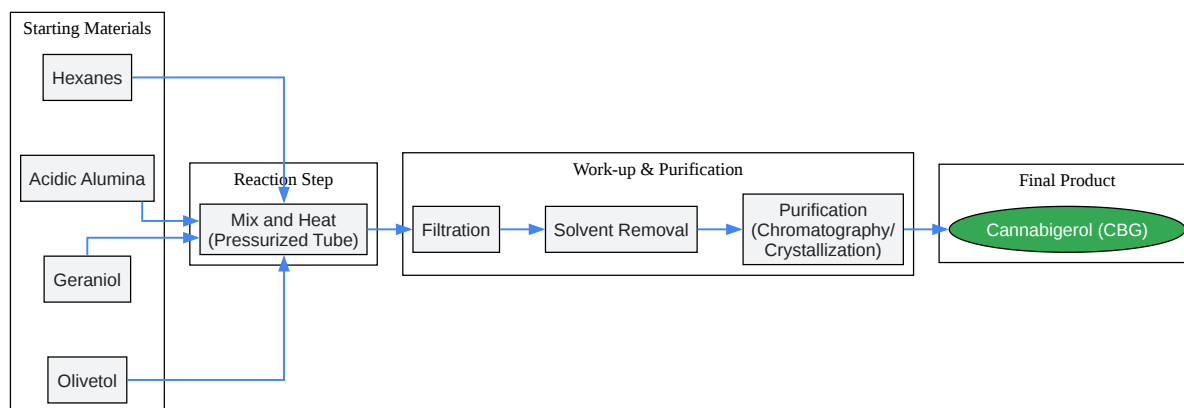 Starting Materials
Hexanes
Acidic Alumina
Geraniol
Olivetol
Reaction Step
Mix and Heat
(Pressurized Tube)
Work-up & Purification
Filtration
Solvent Removal
Purification
(Chromatography/
Crystallization)
Final Product
Cannabigerol (CBG)